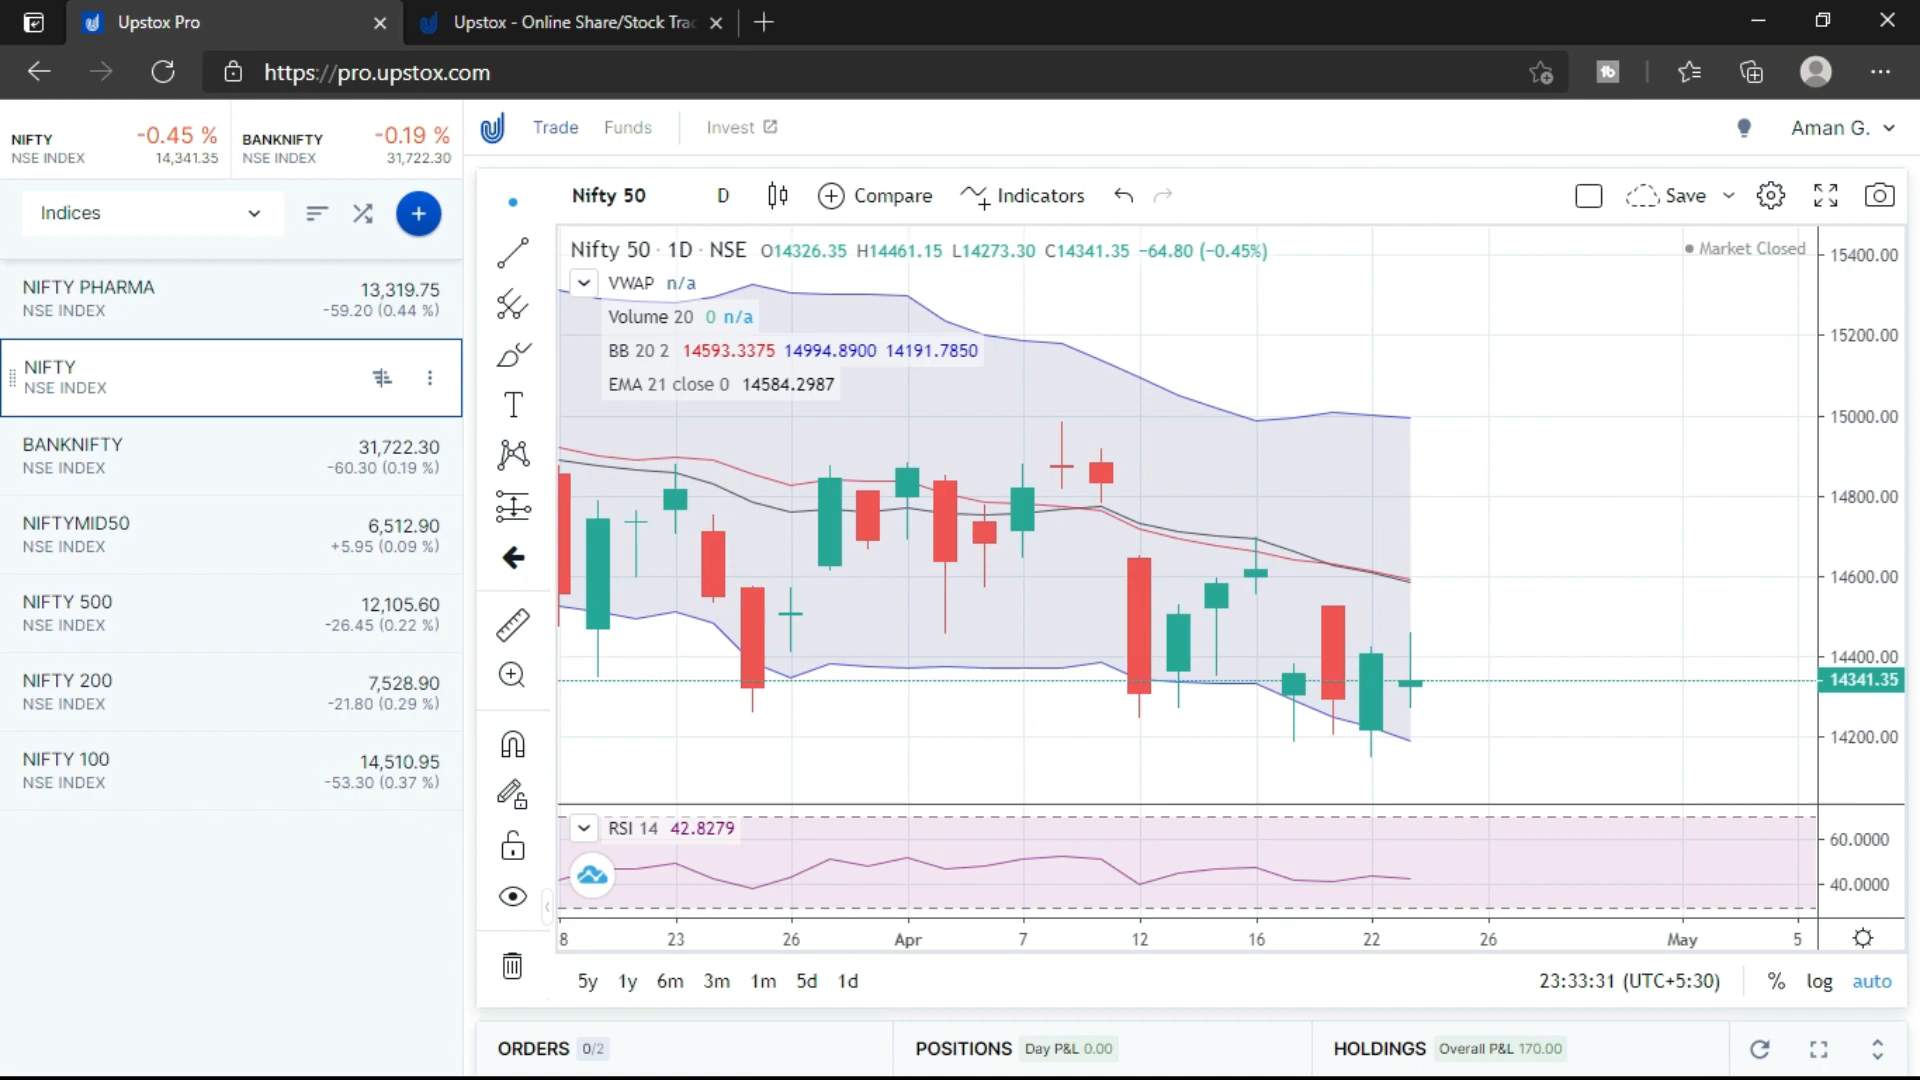 Upstox Pro
Upstox - Online Share/Stock Trac
https://pro.upstox.com
NIFTY -0.45 %
NSE INDEX 14,341.35
BANKNIFTY -0.19 %
NSE INDEX 31,722.30
Trade Funds Invest
Aman G.
Indices
NIFTY PHARMA 13,319.75
NSE INDEX -59.20 (0.44 %)
NIFTY
NSE INDEX
BANKNIFTY 31,722.30
NSE INDEX -60.30 (0.19 %)
NIFTYMID50 6,512.90
NSE INDEX +5.95 (0.09 %)
NIFTY 500 12,105.60
NSE INDEX -26.45 (0.22 %)
NIFTY 200 7,528.90
NSE INDEX -21.80 (0.29 %)
NIFTY 100 14,510.95
NSE INDEX -53.30 (0.37 %)
Nifty 50 D Compare Indicators Save
Nifty 50 · 1D · NSE O14326.35 H14461.15 L14273.30 C14341.35 −64.80 (−0.45%)
Market Closed
VWAP n/a
Volume 20 0 n/a
BB 20 2 14593.3375 14994.8900 14191.7850
EMA 21 close 0 14584.2987
15400.00
15200.00
15000.00
14800.00
14600.00
14400.00
14341.35
14200.00
RSI 14 42.8279
60.0000
40.0000
8 23 26 Apr 7 12 16 22 26 May 5
5y 1y 6m 3m 1m 5d 1d
23:33:31 (UTC+5:30) % log auto
ORDERS 0/2
POSITIONS Day P&L 0.00
HOLDINGS Overall P&L 170.00